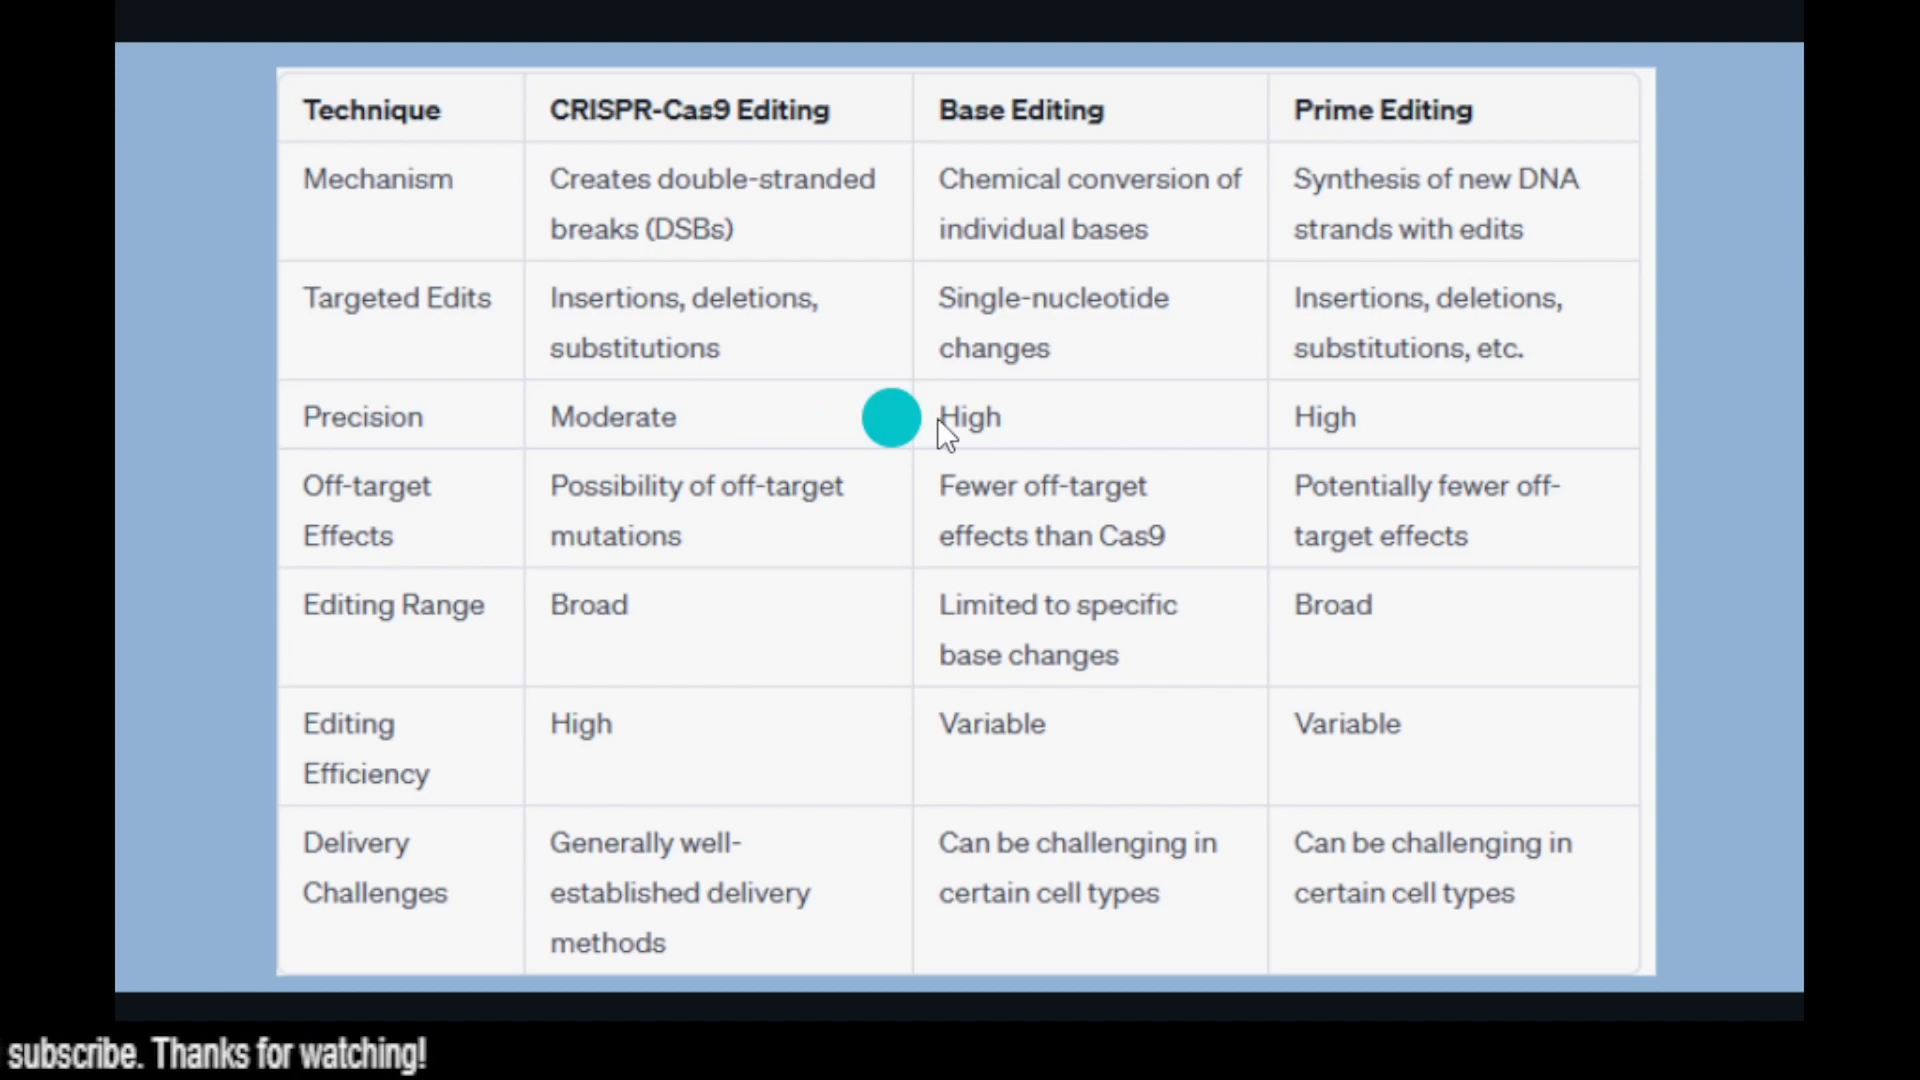 Technique CRISPR-Cas9 Editing Base Editing Prime Editing
Mechanism Creates double-stranded Chemical conversion of Synthesis of new DNA
breaks (DSBs) individual bases strands with edits
Targeted Edits Insertions, deletions, Single-nucleotide Insertions, deletions,
substitutions changes substitutions, etc.
Precision Moderate High High
Off-target Possibility of off-target Fewer off-target Potentially fewer off-
Effects mutations effects than Cas9 target effects
Editing Range Broad Limited to specific Broad
base changes
Editing High Variable Variable
Efficiency
Delivery Generally well- Can be challenging in Can be challenging in
Challenges established delivery certain cell types certain cell types
methods
subscribe. Thanks for watching!